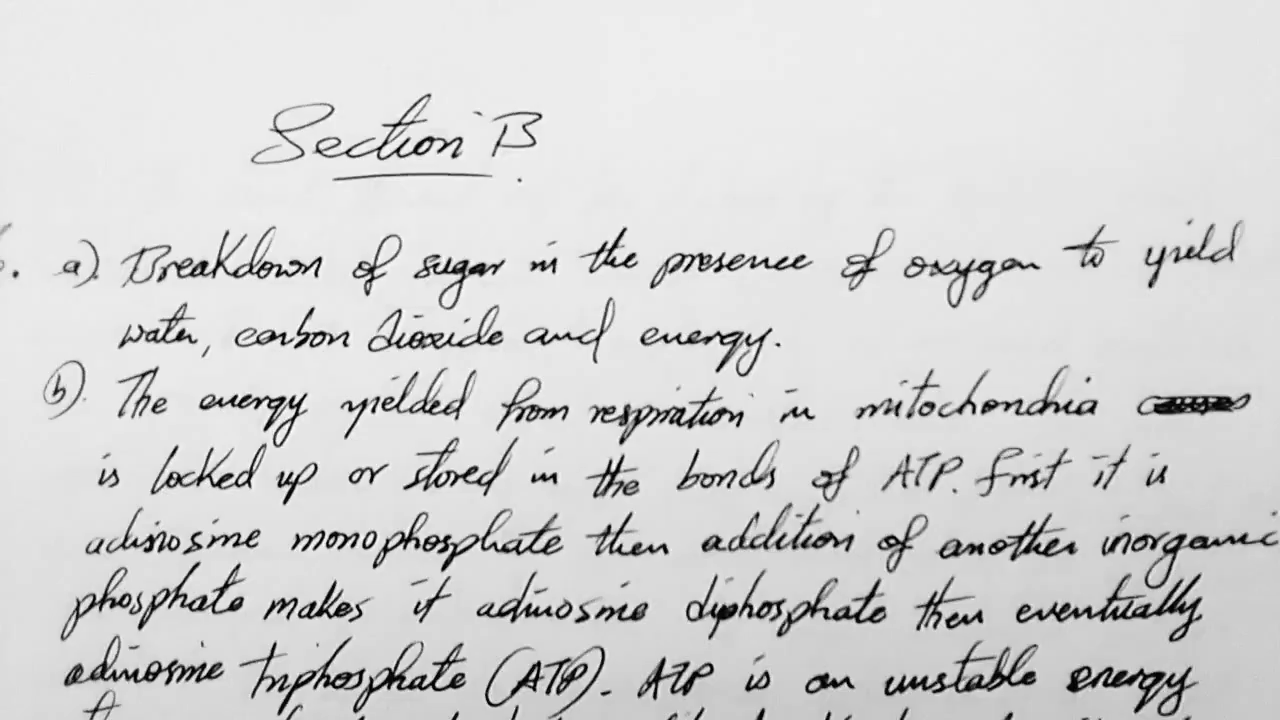 Section B
a). Breakdown of sugar in the presence of oxygen to yield
water, carbon dioxide and energy.
b). The energy yielded from respiration in mitochondria
is locked up or stored in the bonds of ATP. first it is
adinosine monophosphate then addition of another inorganic
phosphate makes it adinosine diphosphate then eventually
adinosine triphosphate (ATP). ATP is an unstable energy